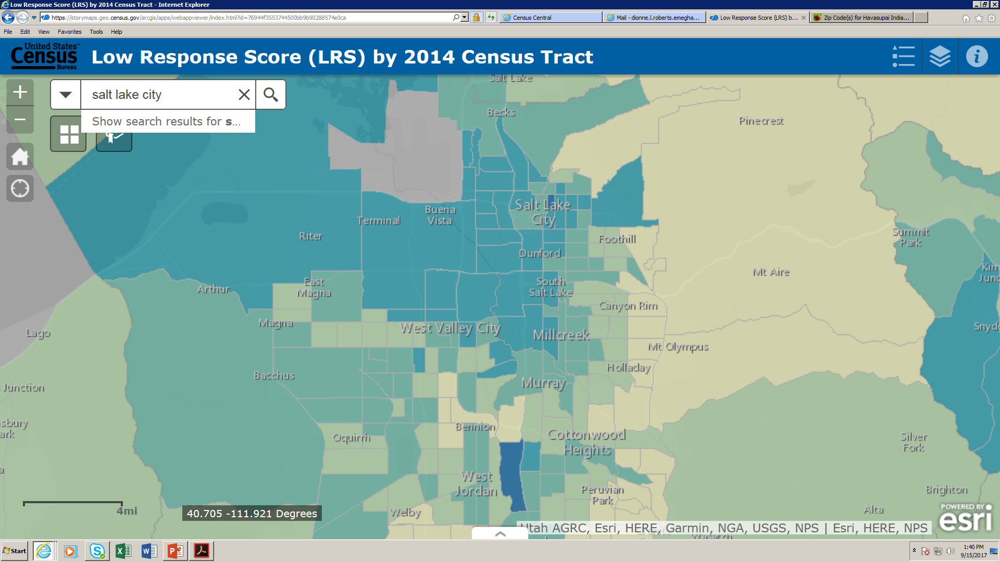 Low Response Score (LRS) by 2014 Census Tract - Internet Explorer
https://storymaps.geo.census.gov/arcgis/apps/webappviewer/index.html?id=76944f3553744500bb9b90288574e0ca
Census Central
Mail - dionne.l.roberts.emegha...
Low Response Score (LRS) b...
Zip Code(s) for Havasupai India...
File Edit View Favorites Tools Help
United States™
Census
Bureau
Low Response Score (LRS) by 2014 Census Tract
salt lake city
Show search results for s...
Salt Lake
Becks
Pinecrest
Salt Lake
City
Buena
Vista
Terminal
Riter
Foothill
Summit
Park
Dunford
Mt Aire
East
Magna
Arthur
South
Salt Lake
Canyon Rim
Magna
West Valley City
Millcreek
Lago
Snyde
Mt Olympus
Bacchus
Holladay
Murray
Junction
Bennion
Oquirrh
Cottonwood
Heights
Silver
Fork
West
Jordan
Peruvian
Park
Brighton
Welby
Alta
4mi
40.705 -111.921 Degrees
Utah AGRC, Esri, HERE, Garmin, NGA, USGS, NPS | Esri, HERE, NPS
POWERED BY
esri
Start
1:40 PM
9/15/2017